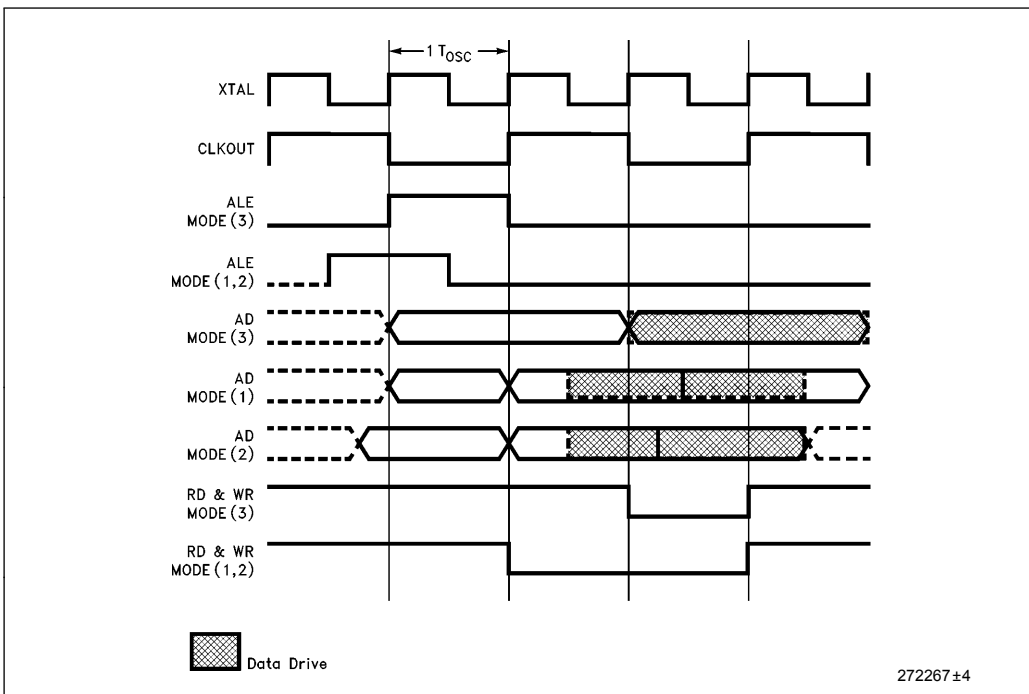 1 TOSC
XTAL
CLKOUT
ALE
MODE (3)
ALE
MODE (1,2)
AD
MODE (3)
AD
MODE (1)
AD
MODE (2)
RD & WR
MODE (3)
RD & WR
MODE (1,2)
Data Drive
272267±4